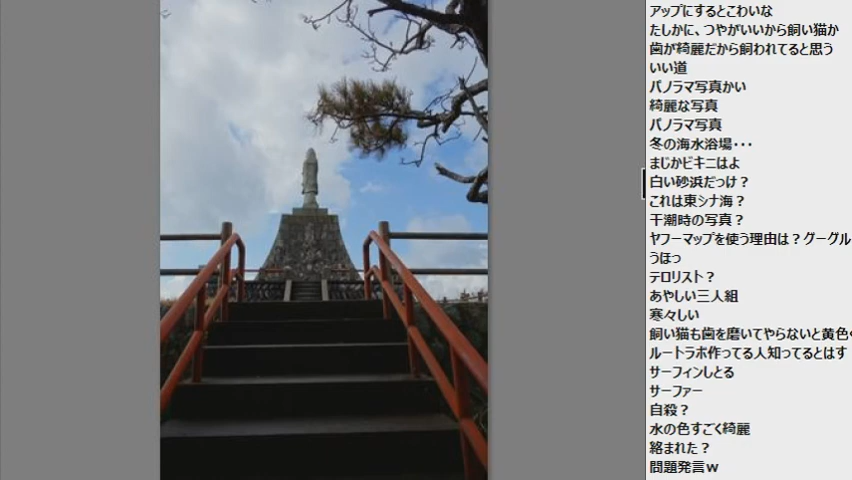 アップにするとこわいな
たしかに、つやがいいから飼い猫か
歯が綺麗だから飼われてると思う
いい道
パノラマ写真かい
綺麗な写真
パノラマ写真
冬の海水浴場・・・
まじかビキニはよ
白い砂浜だっけ？
これは東シナ海？
干潮時の写真？
ヤフーマップを使う理由は？グーグル
うほっ
テロリスト？
あやしい三人組
寒々しい
飼い猫も歯を磨いてやらないと黄色く
ルートラボ作ってる人知ってるとはす
サーフィンしとる
サーファー
自殺？
水の色すごく綺麗
絡まれた？
問題発言ｗ